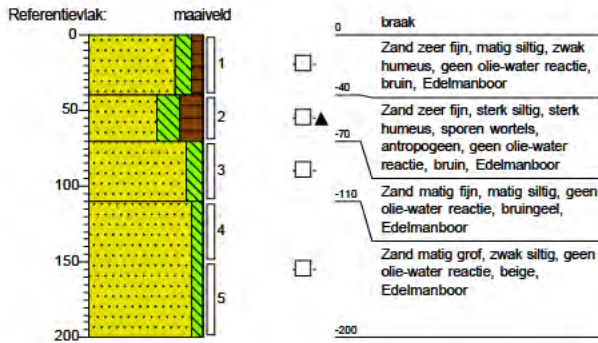 Referentievlak: maaiveld
0
50
100
150
200
1
2
3
4
5
0 braak
Zand zeer fijn, matig siltig, zwak
humeus, geen olie-water reactie,
bruin, Edelmanboor
-40
Zand zeer fijn, sterk siltig, sterk
humeus, sporen wortels,
antropogeen, geen olie-water
reactie, bruin, Edelmanboor
-70
Zand matig fijn, matig siltig, geen
olie-water reactie, bruingeel,
Edelmanboor
-110
Zand matig grof, zwak siltig, geen
olie-water reactie, beige,
Edelmanboor
-200